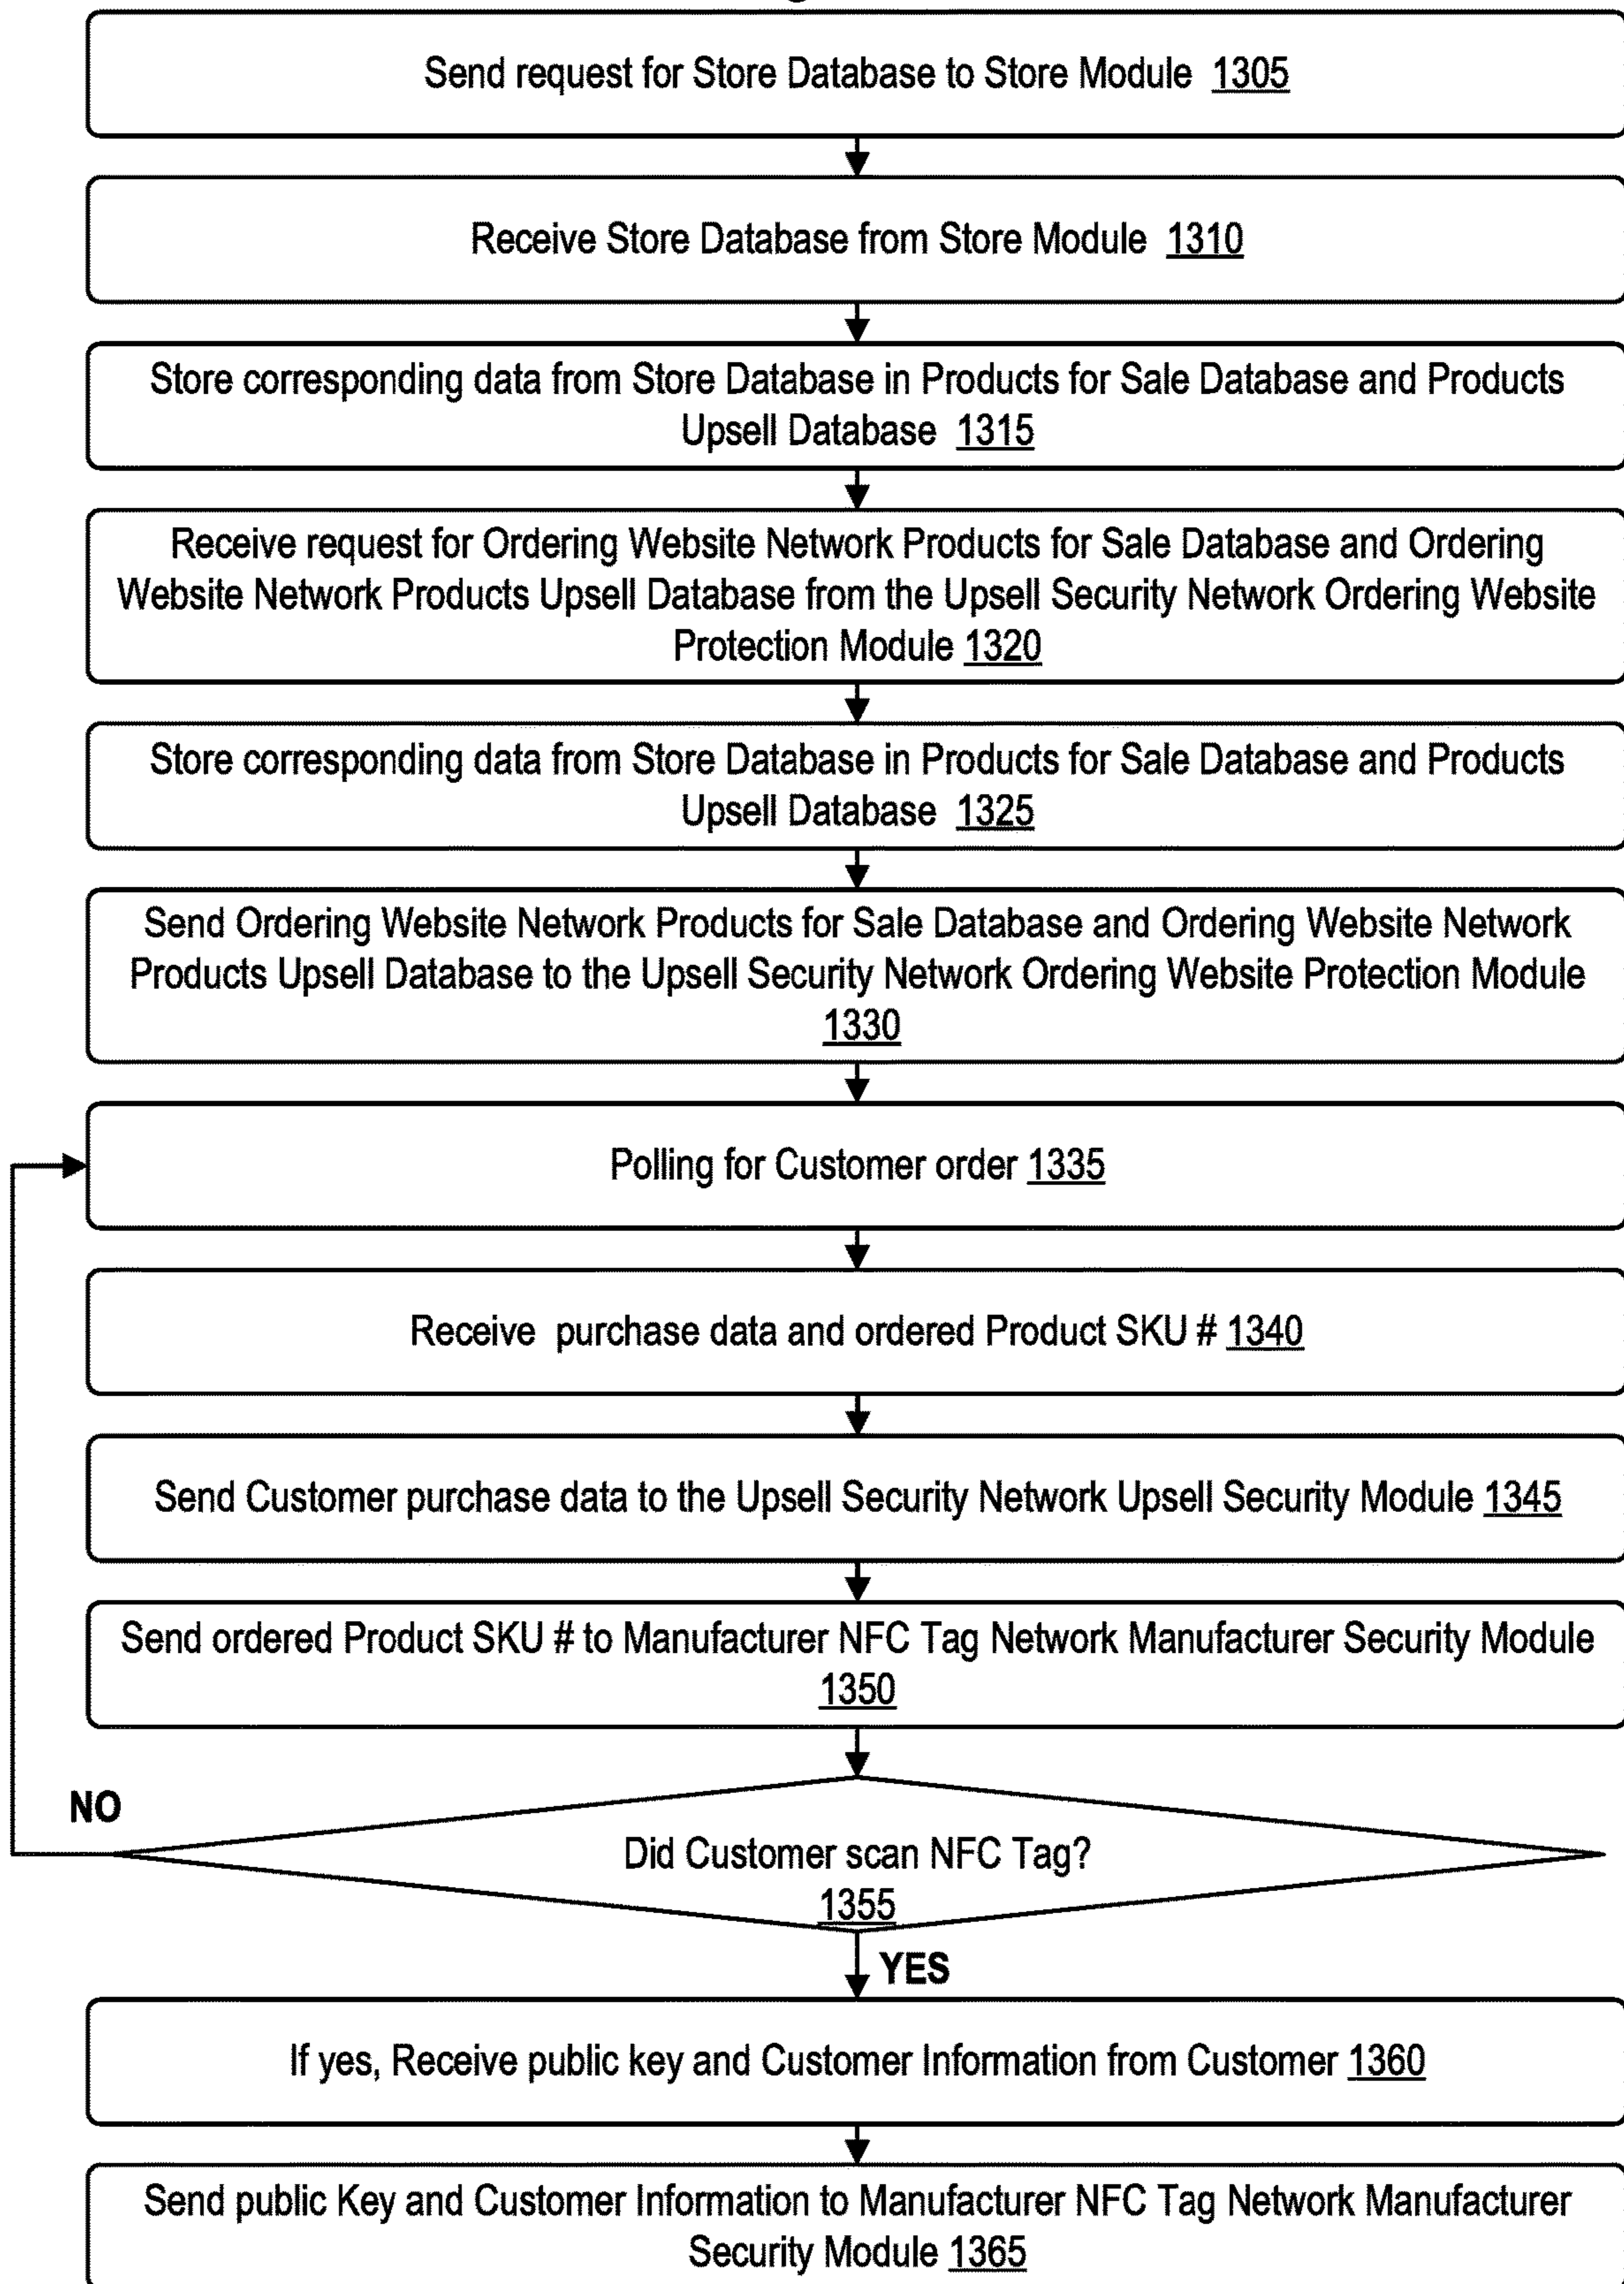 Send request for Store Database to Store Module 1305
Receive Store Database from Store Module 1310
Store corresponding data from Store Database in Products for Sale Database and Products
Upsell Database 1315
Receive request for Ordering Website Network Products for Sale Database and Ordering
Website Network Products Upsell Database from the Upsell Security Network Ordering Website
Protection Module 1320
Store corresponding data from Store Database in Products for Sale Database and Products
Upsell Database 1325
Send Ordering Website Network Products for Sale Database and Ordering Website Network
Products Upsell Database to the Upsell Security Network Ordering Website Protection Module
1330
Polling for Customer order 1335
Receive purchase data and ordered Product SKU # 1340
Send Customer purchase data to the Upsell Security Network Upsell Security Module 1345
Send ordered Product SKU # to Manufacturer NFC Tag Network Manufacturer Security Module
1350
NO
Did Customer scan NFC Tag?
1355
YES
If yes, Receive public key and Customer Information from Customer 1360
Send public Key and Customer Information to Manufacturer NFC Tag Network Manufacturer
Security Module 1365